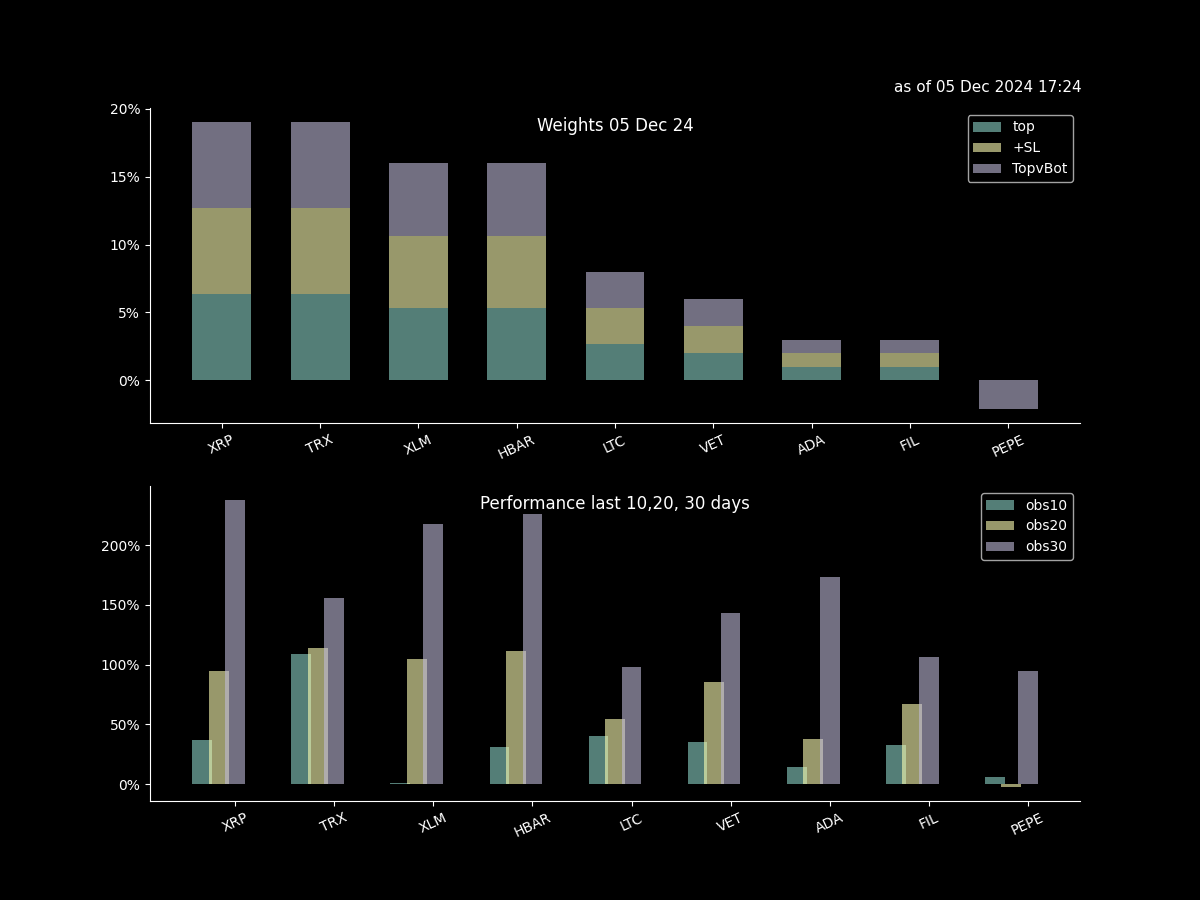 as of 05 Dec 2024 17:24
Weights 05 Dec 24
top
+SL
TopvBot
20%
15%
10%
5%
0%
XRP TRX XLM HBAR LTC VET ADA FIL PEPE
Performance last 10,20, 30 days
obs10
obs20
obs30
200%
150%
100%
50%
0%
XRP TRX XLM HBAR LTC VET ADA FIL PEPE